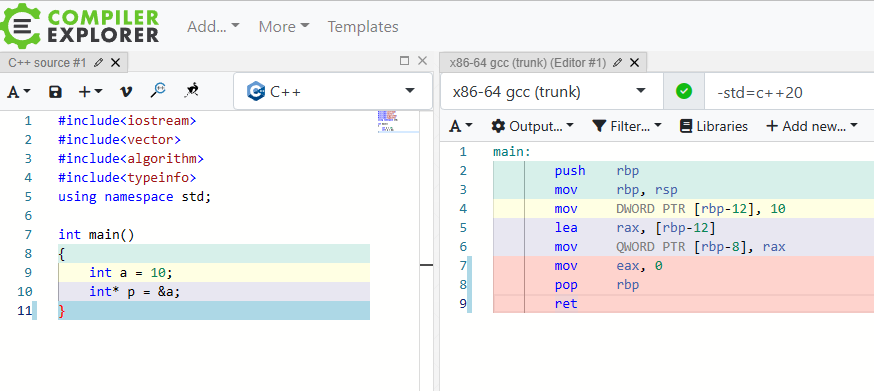 COMPILER
EXPLORER
Add... More Templates
C++ source #1
A
C++
1 #include<iostream>
2 #include<vector>
3 #include<algorithm>
4 #include<typeinfo>
5 using namespace std;
6
7 int main()
8 {
9 int a = 10;
10 int* p = &a;
11 }
x86-64 gcc (trunk) (Editor #1)
x86-64 gcc (trunk) -std=c++20
A Output... Filter... Libraries + Add new...
1 main:
2 push rbp
3 mov rbp, rsp
4 mov DWORD PTR [rbp-12], 10
5 lea rax, [rbp-12]
6 mov QWORD PTR [rbp-8], rax
7 mov eax, 0
8 pop rbp
9 ret